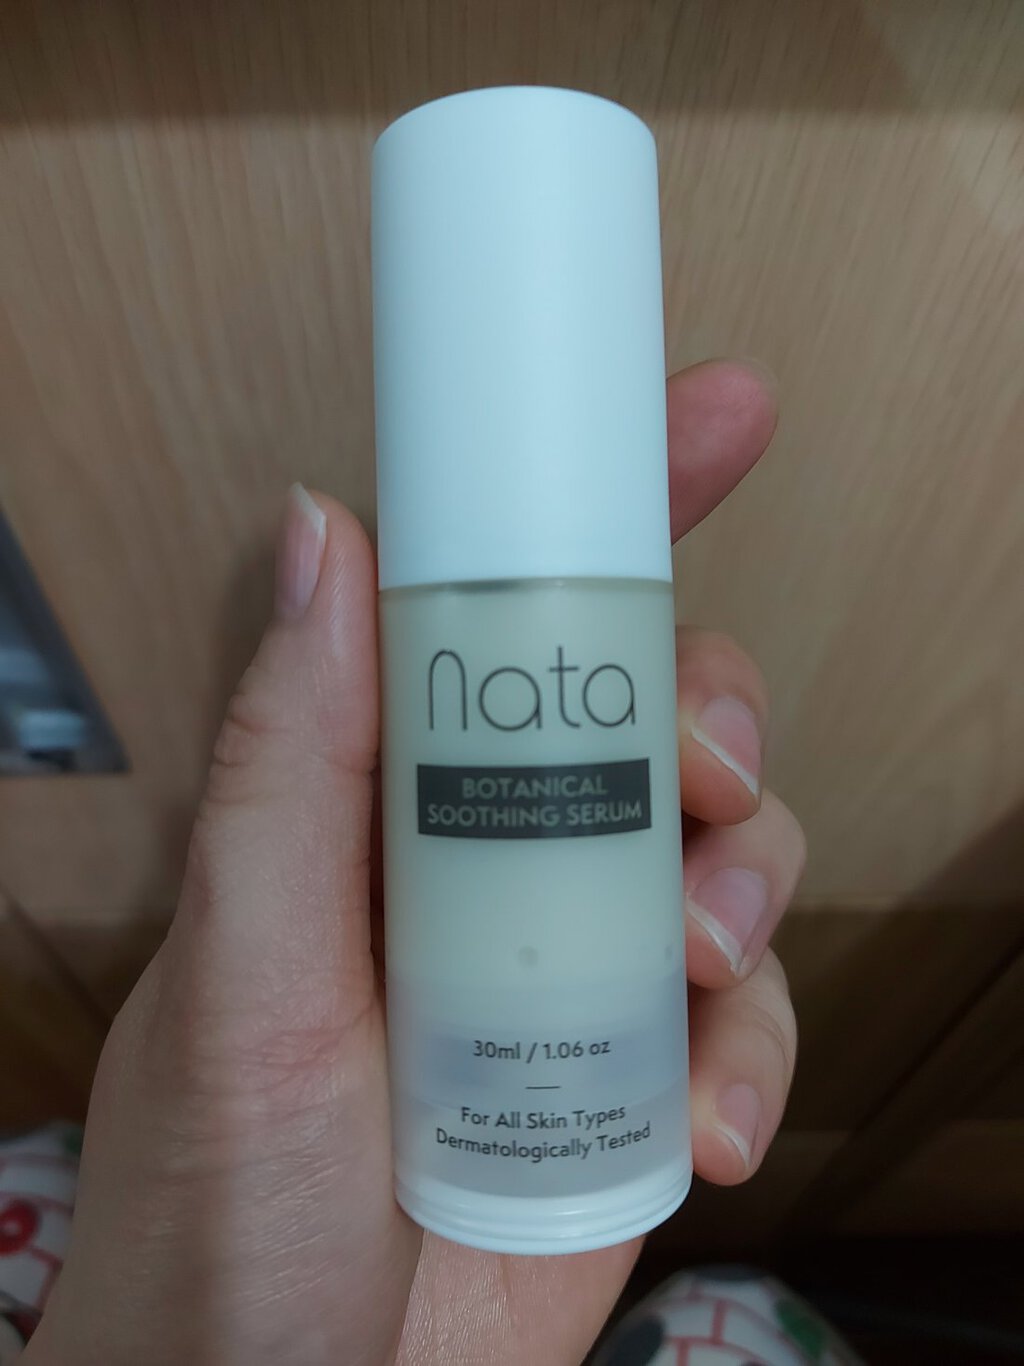 nata
BOTANICAL
SOOTHING SERUM
30ml / 1.06 oz
For All Skin Types
Dermatologically Tested